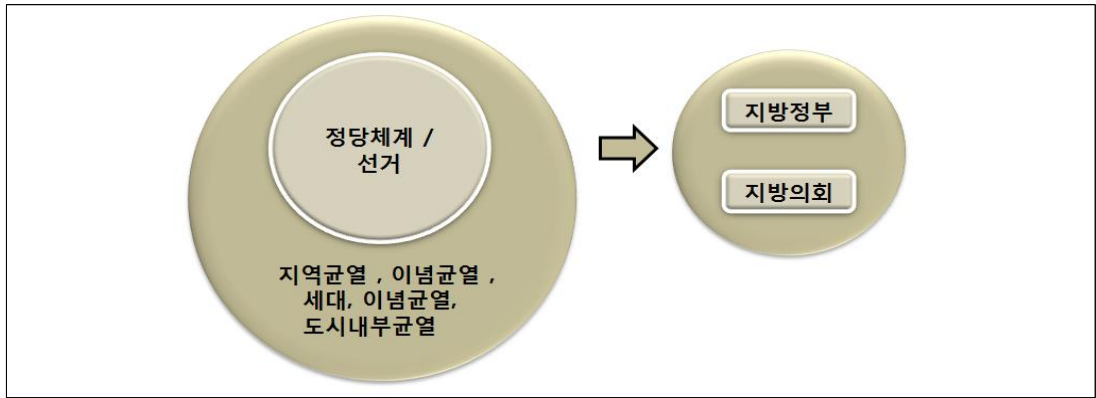 정당체계 /
선거
지역균열 , 이념균열 ,
세대, 이념균열,
도시내부균열
지방정부
지방의회